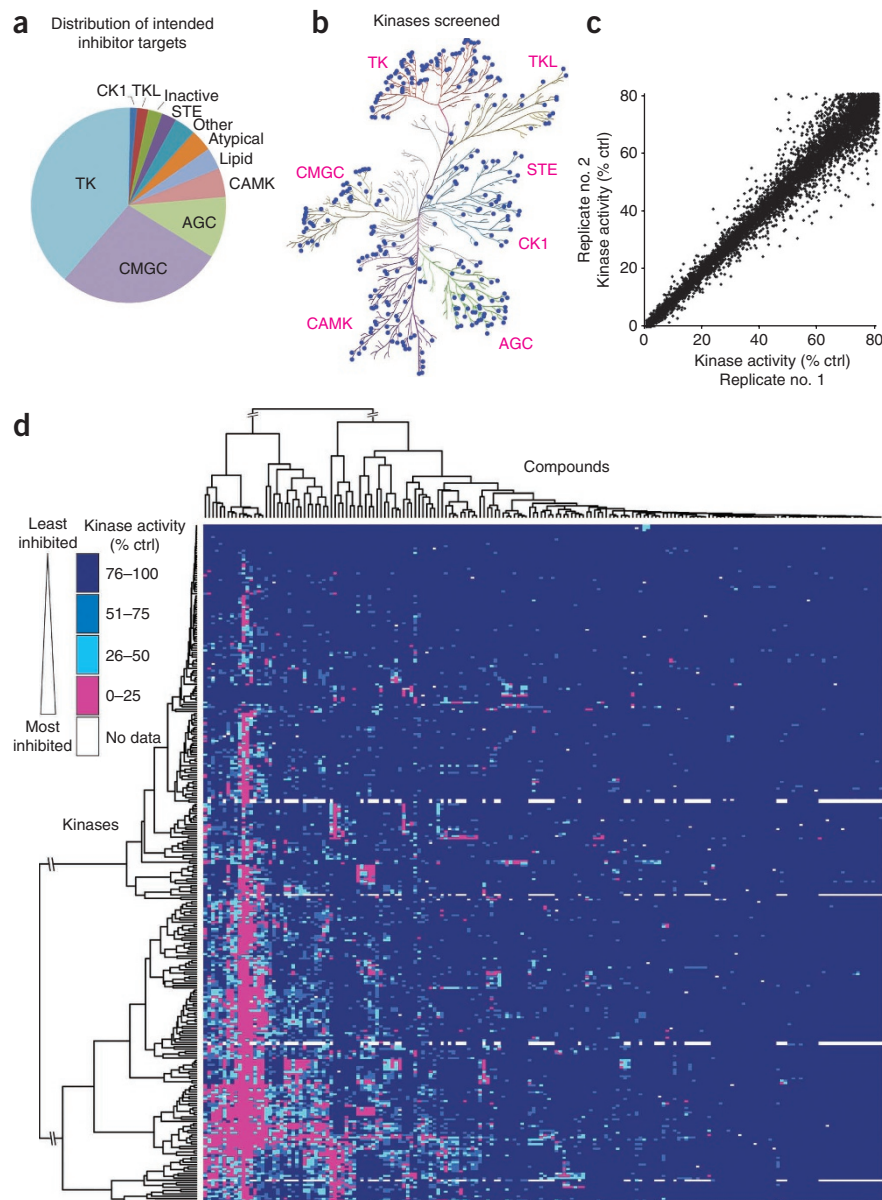 a
Distribution of intended
inhibitor targets
CK1 TKL
Inactive
STE
Other
Atypical
Lipid
CAMK
AGC
CMGC
TK
b
Kinases screened
TK
TKL
CMGC
STE
CK1
CAMK
AGC
c
80
60
40
20
0
Replicate no. 2
Kinase activity (% ctrl)
0
20
40
60
80
Kinase activity (% ctrl)
Replicate no. 1
d
Compounds
Least
inhibited
Kinase activity
(% ctrl)
76–100
51–75
26–50
0–25
No data
Most
inhibited
Kinases